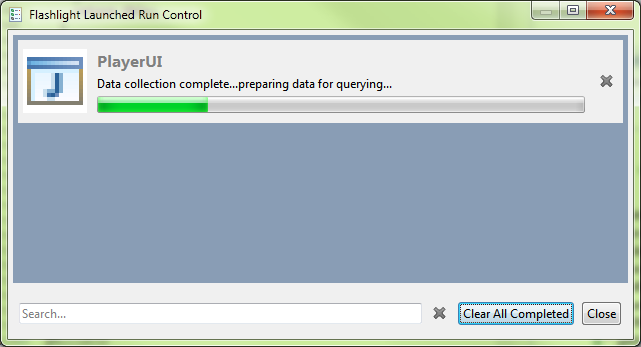 Flashlight Launched Run Control
PlayerUI
Data collection complete...preparing data for querying...
Search...
Clear All Completed
Close